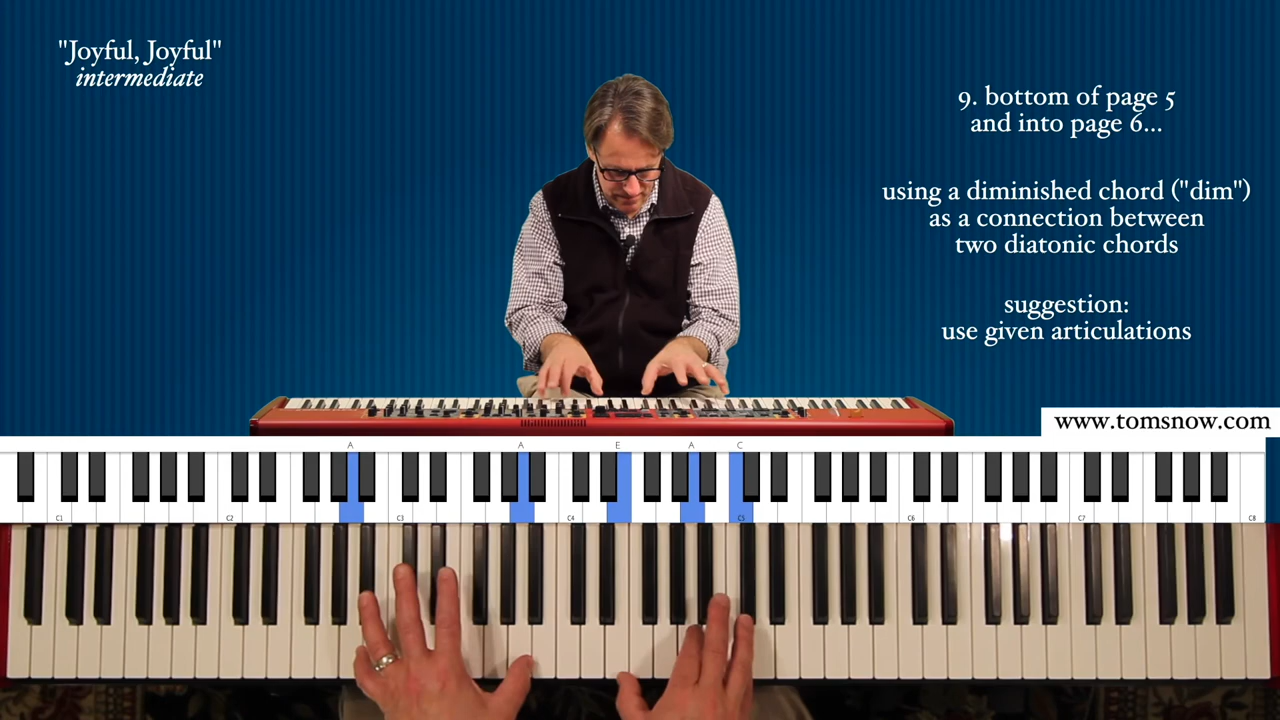 "Joyful, Joyful"
intermediate
9. bottom of page 5
and into page 6...
using a diminished chord ("dim")
as a connection between
two diatonic chords
suggestion:
use given articulations
www.tomsnow.com
A A E A C
C1 C2 C3 C4 C5 C6 C7 C8